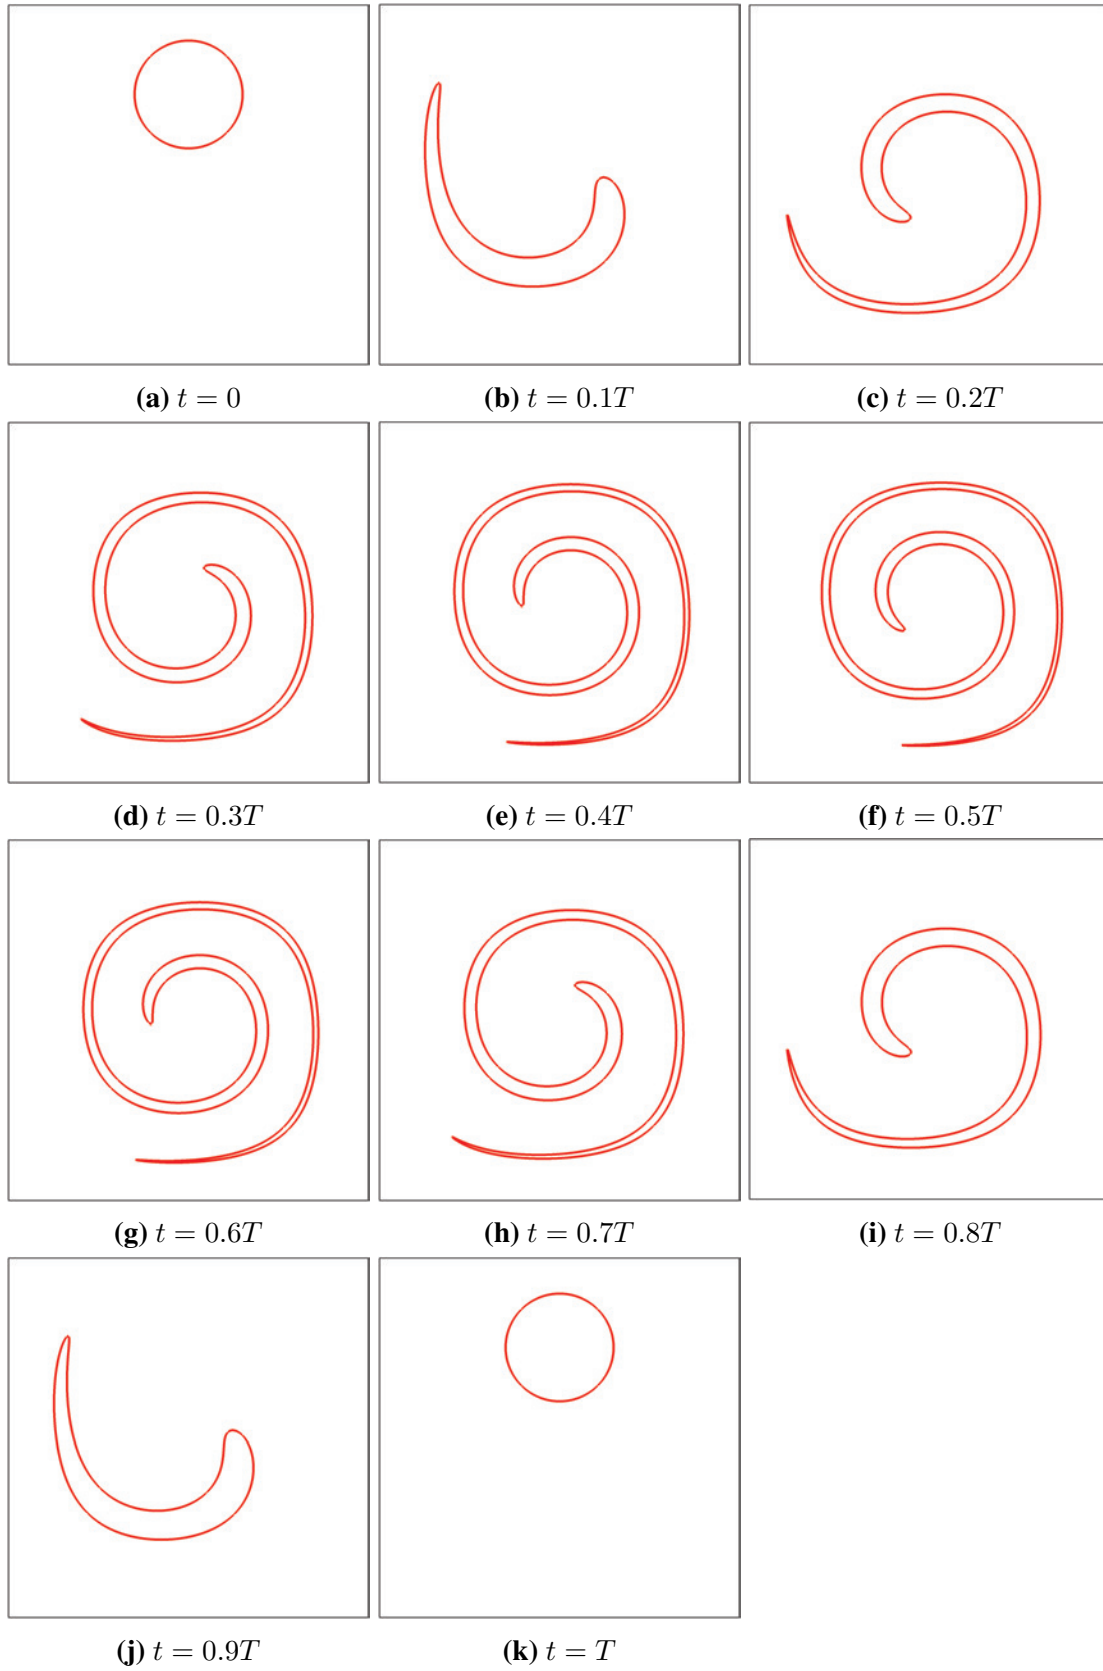 (a) t = 0
(b) t = 0.1T
(c) t = 0.2T
(d) t = 0.3T
(e) t = 0.4T
(f) t = 0.5T
(g) t = 0.6T
(h) t = 0.7T
(i) t = 0.8T
(j) t = 0.9T
(k) t = T